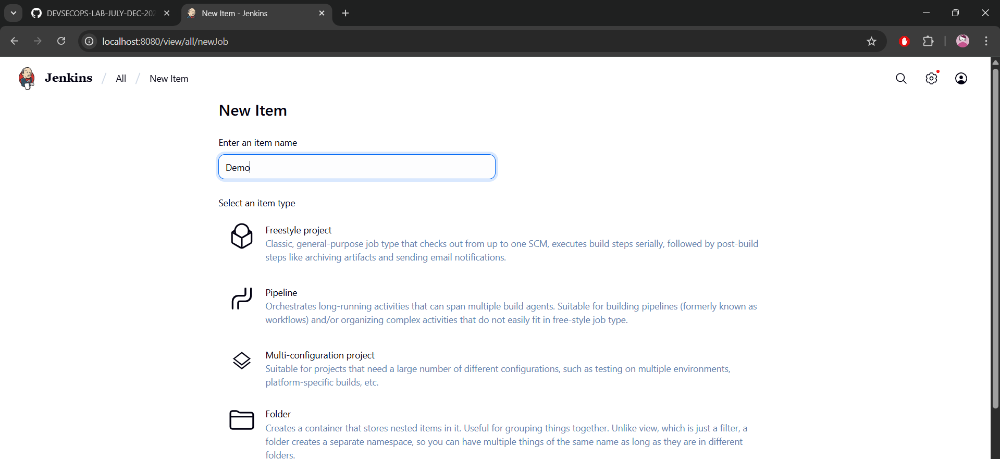 DEVSECOPS-LAB-JULY-DEC-202
New Item - Jenkins
localhost:8080/view/all/newJob
Jenkins / All / New Item
New Item
Enter an item name
Demo
Select an item type
Freestyle project
Classic, general-purpose job type that checks out from up to one SCM, executes build steps serially, followed by post-build
steps like archiving artifacts and sending email notifications.
Pipeline
Orchestrates long-running activities that can span multiple build agents. Suitable for building pipelines (formerly known as
workflows) and/or organizing complex activities that do not easily fit in free-style job type.
Multi-configuration project
Suitable for projects that need a large number of different configurations, such as testing on multiple environments,
platform-specific builds, etc.
Folder
Creates a container that stores nested items in it. Useful for grouping things together. Unlike view, which is just a filter, a
folder creates a separate namespace, so you can have multiple things of the same name as long as they are in different
folders.